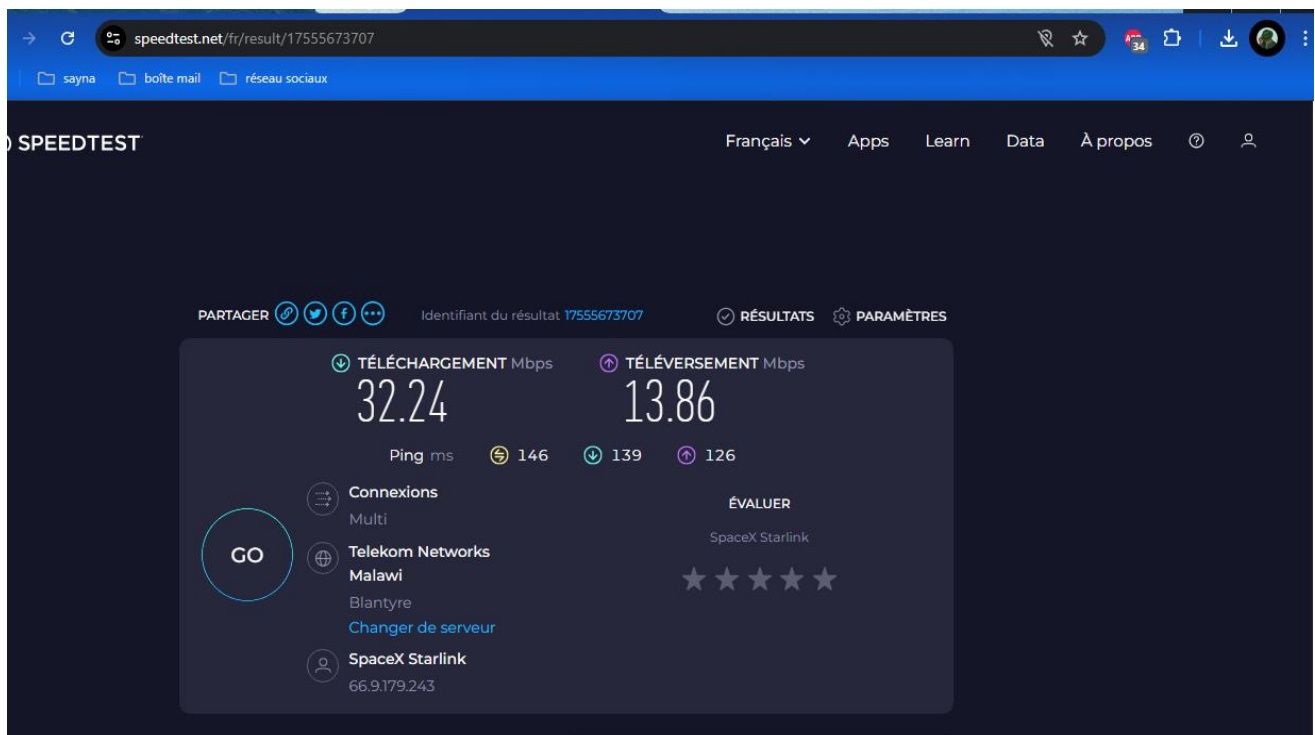 speedtest.net/fr/result/17555673707
34
sayna boîte mail réseau sociaux
SPEEDTEST
Français Apps Learn Data À propos
PARTAGER Identifiant du résultat 17555673707 RÉSULTATS PARAMÈTRES
TÉLÉCHARGEMENT Mbps TÉLÉVERSEMENT Mbps
32.24 13.86
Ping ms 146 139 126
Connexions
Multi
ÉVALUER
SpaceX Starlink
GO
Telekom Networks
Malawi
Blantyre
Changer de serveur
SpaceX Starlink
66.9.179.243